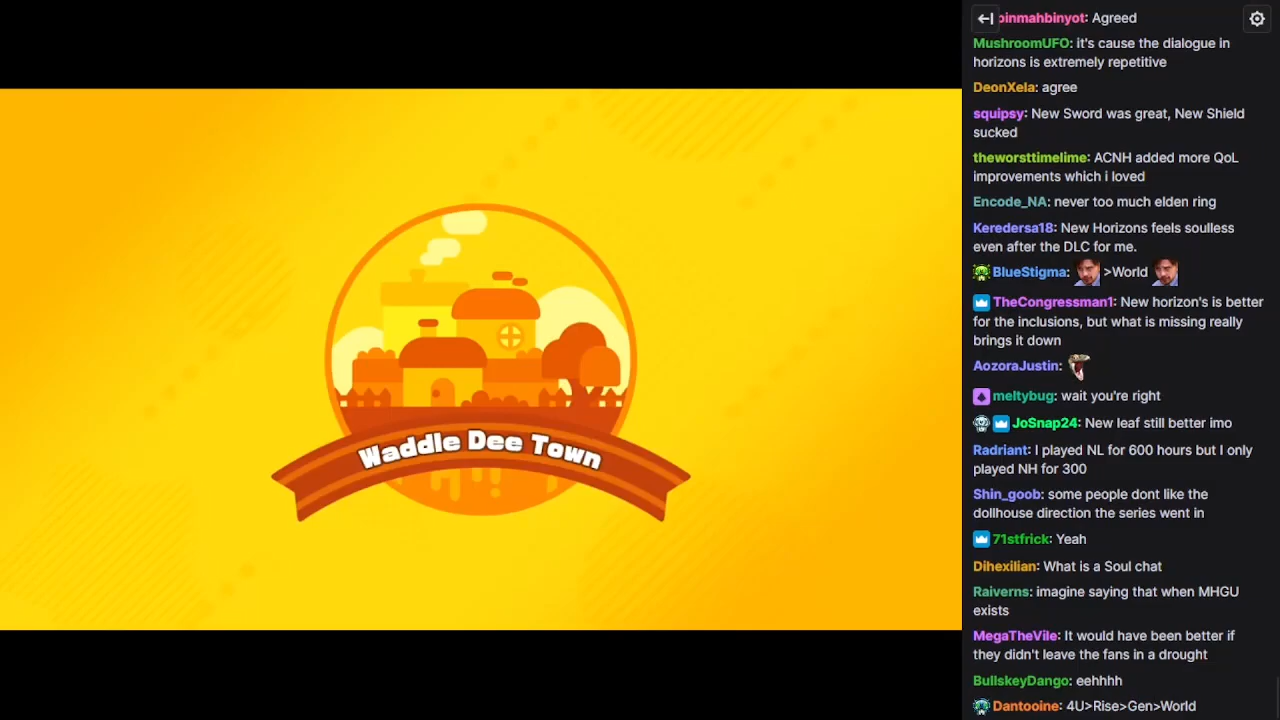 Waddle Dee Town
binmahbinyot: Agreed
MushroomUFO: it's cause the dialogue in
horizons is extremely repetitive
DeonXela: agree
squipsy: New Sword was great, New Shield
sucked
theworsttimelime: ACNH added more QoL
improvements which i loved
Encode_NA: never too much elden ring
Keredersa18: New Horizons feels soulless
even after the DLC for me.
BlueStigma: >World
TheCongressman1: New horizon's is better
for the inclusions, but what is missing really
brings it down
AozoraJustin:
meltybug: wait you're right
JoSnap24: New leaf still better imo
Radriant: I played NL for 600 hours but I only
played NH for 300
Shin_goob: some people dont like the
dollhouse direction the series went in
71stfrick: Yeah
Dihexilian: What is a Soul chat
Raiverns: imagine saying that when MHGU
exists
MegaTheVile: It would have been better if
they didn't leave the fans in a drought
BullskeyDango: eehhhh
Dantooine: 4U>Rise>Gen>World